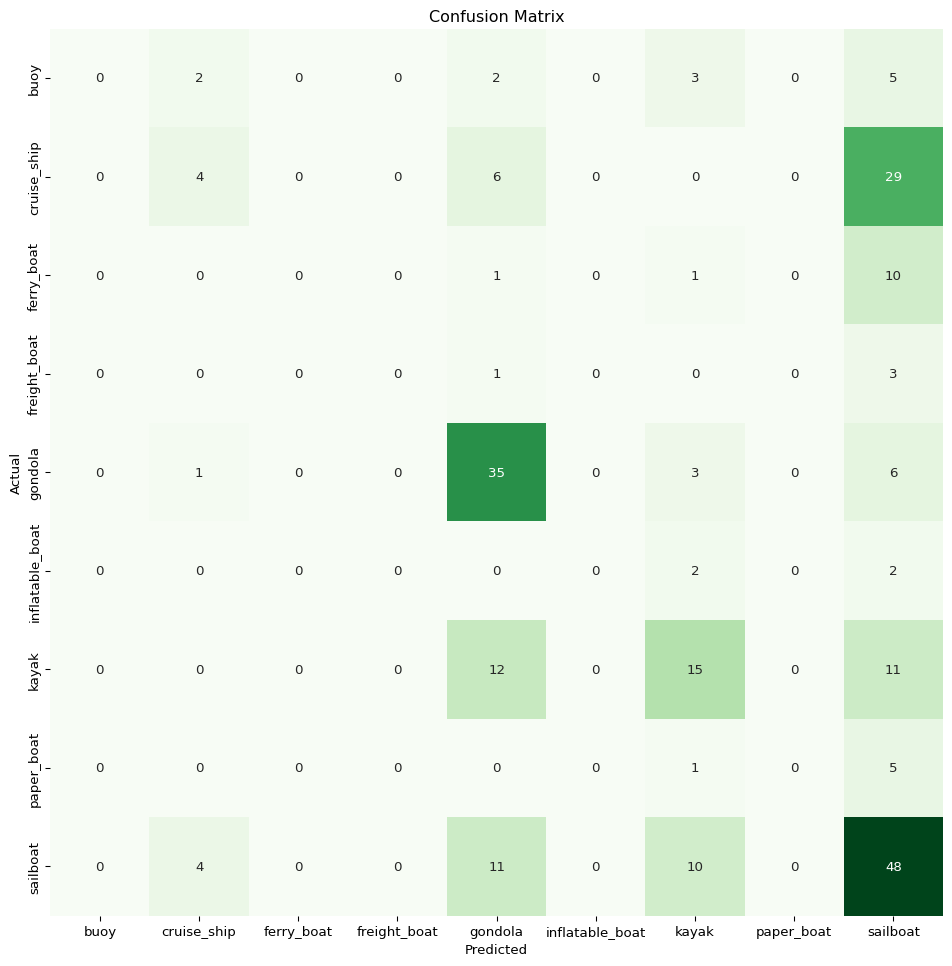 Confusion Matrix
buoy 0 2 0 0 2 0 3 0 5
cruise_ship 0 4 0 0 6 0 0 0 29
ferry_boat 0 0 0 0 1 0 1 0 10
freight_boat 0 0 0 0 1 0 0 0 3
Actual
gondola 0 1 0 0 35 0 3 0 6
inflatable_boat 0 0 0 0 0 0 2 0 2
kayak 0 0 0 0 12 0 15 0 11
paper_boat 0 0 0 0 0 0 1 0 5
sailboat 0 4 0 0 11 0 10 0 48
buoy cruise_ship ferry_boat freight_boat gondola inflatable_boat kayak paper_boat sailboat
Predicted